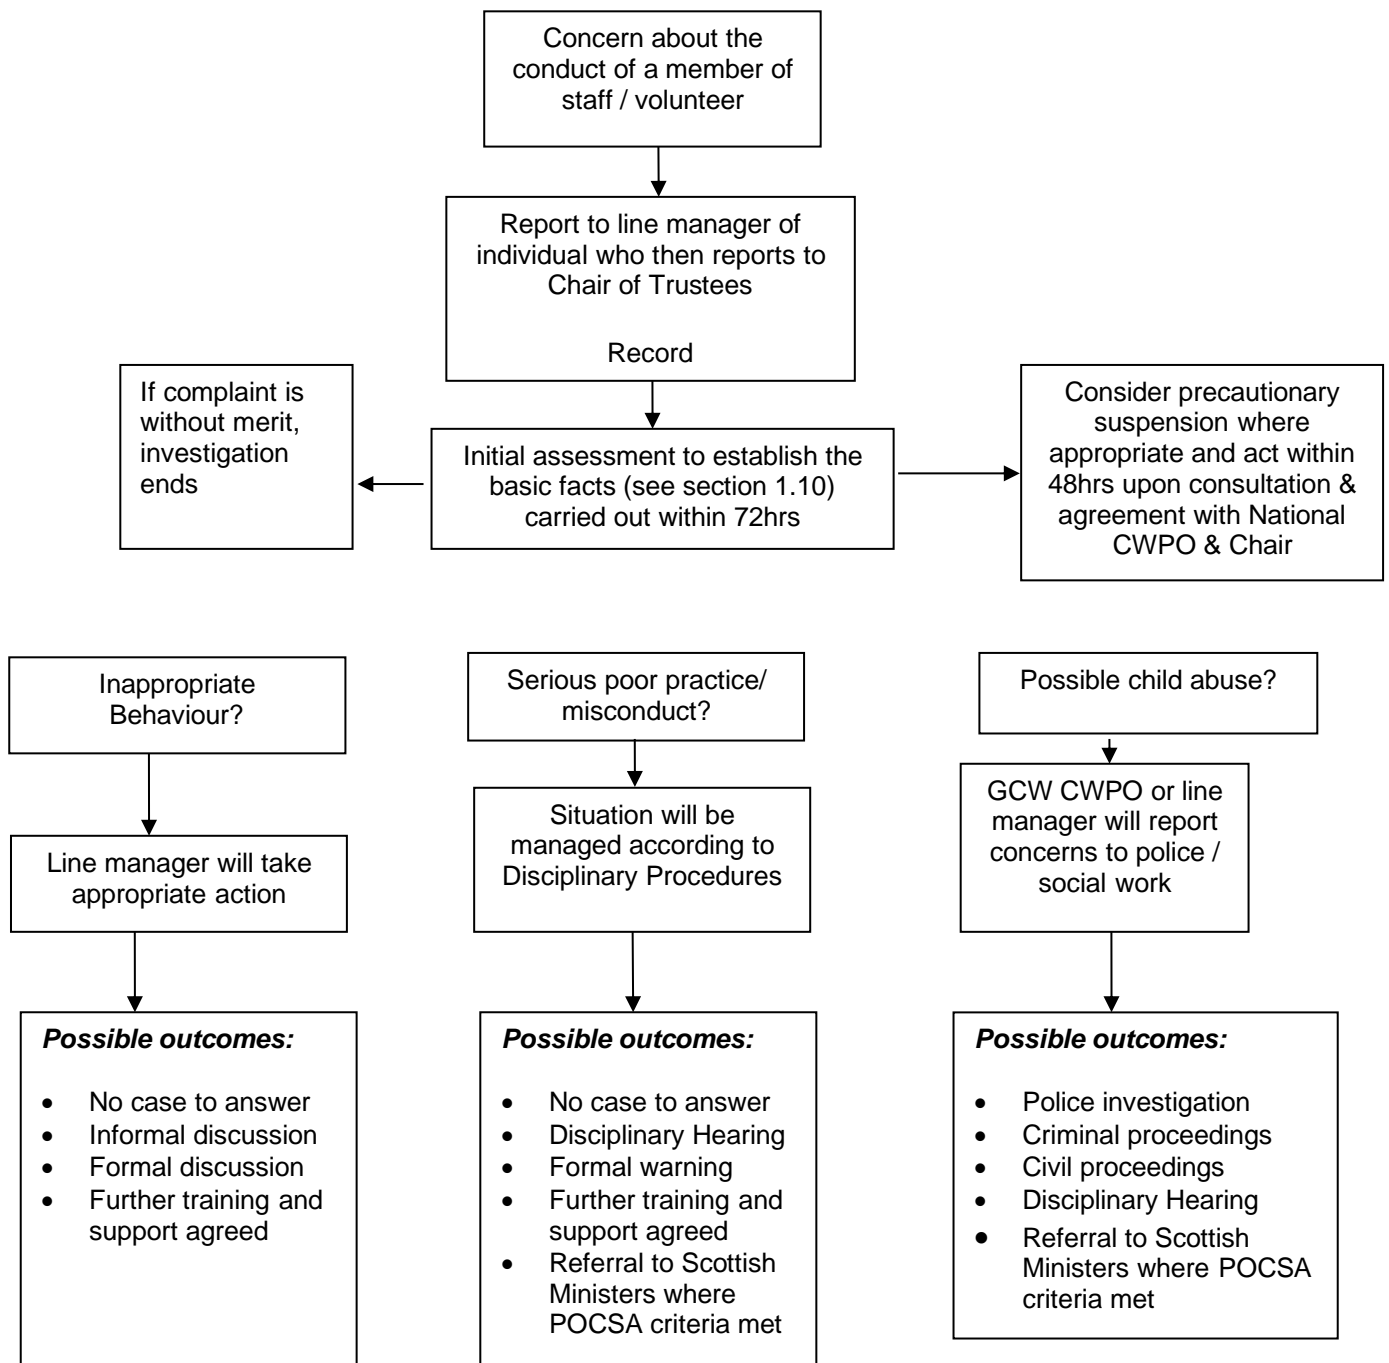 Concern about the
conduct of a member of
staff / volunteer
Report to line manager of
individual who then reports to
Chair of Trustees
Record
If complaint is
without merit,
investigation
ends
Initial assessment to establish the
basic facts (see section 1.10)
carried out within 72hrs
Consider precautionary
suspension where
appropriate and act within
48hrs upon consultation &
agreement with National
CWPO & Chair
Inappropriate
Behaviour?
Line manager will take
appropriate action
Possible outcomes:
• No case to answer
• Informal discussion
• Formal discussion
• Further training and
support agreed
Serious poor practice/
misconduct?
Situation will be
managed according to
Disciplinary Procedures
Possible outcomes:
• No case to answer
• Disciplinary Hearing
• Formal warning
• Further training and
support agreed
• Referral to Scottish
Ministers where
POCSA criteria met
Possible child abuse?
GCW CWPO or line
manager will report
concerns to police /
social work
Possible outcomes:
• Police investigation
• Criminal proceedings
• Civil proceedings
• Disciplinary Hearing
• Referral to Scottish
Ministers where POCSA
criteria met